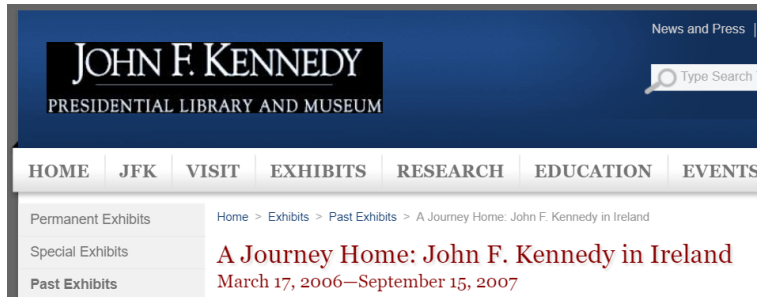 News and Press |
JOHN F. KENNEDY
PRESIDENTIAL LIBRARY AND MUSEUM
Type Search
HOME JFK VISIT EXHIBITS RESEARCH EDUCATION EVENTS
Permanent Exhibits
Special Exhibits
Past Exhibits
Home > Exhibits > Past Exhibits > A Journey Home: John F. Kennedy in Ireland
A Journey Home: John F. Kennedy in Ireland
March 17, 2006—September 15, 2007